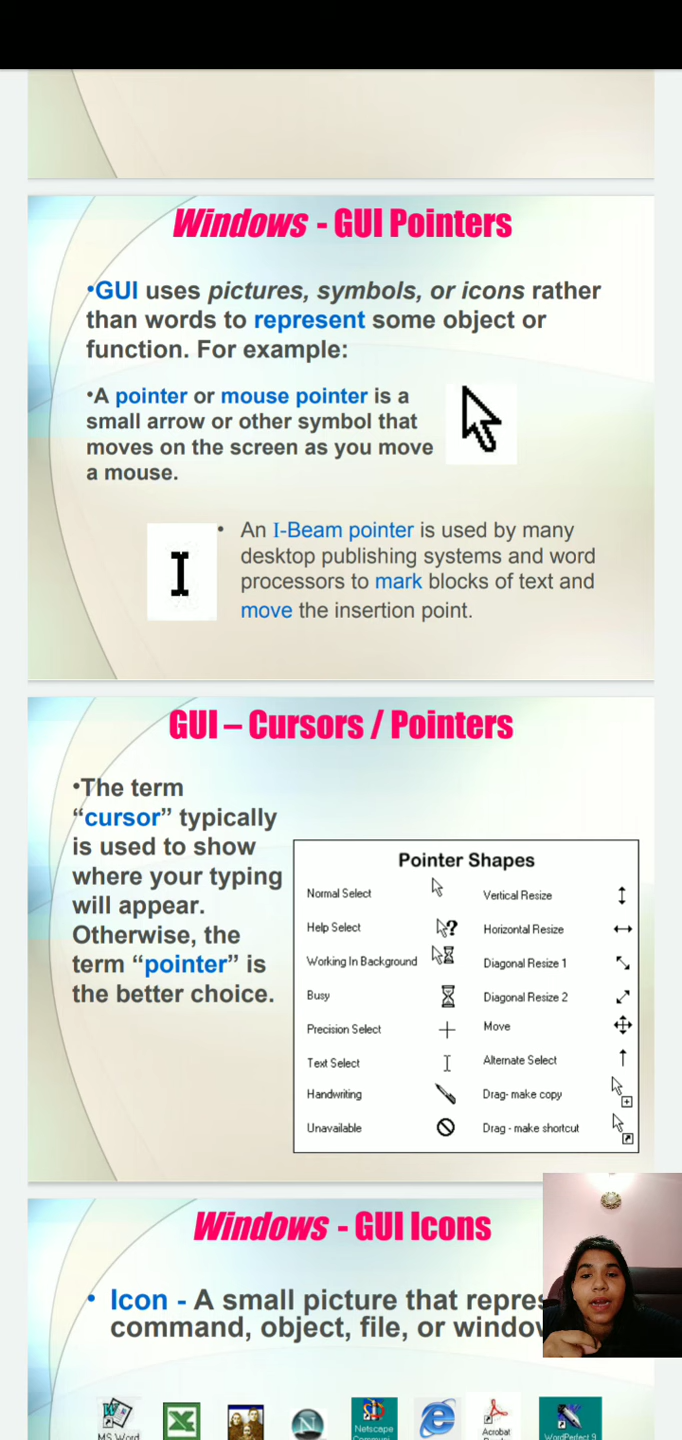 Windows - GUI Pointers
•GUI uses pictures, symbols, or icons rather
than words to represent some object or
function. For example:
•A pointer or mouse pointer is a
small arrow or other symbol that
moves on the screen as you move
a mouse.
• An I-Beam pointer is used by many
desktop publishing systems and word
processors to mark blocks of text and
move the insertion point.
GUI – Cursors / Pointers
•The term
“cursor” typically
is used to show
where your typing
will appear.
Otherwise, the
term “pointer” is
the better choice.
Pointer Shapes
Normal Select
Help Select
Working In Background
Busy
Precision Select
Text Select
Handwriting
Unavailable
Vertical Resize
Horizontal Resize
Diagonal Resize 1
Diagonal Resize 2
Move
Alternate Select
Drag- make copy
Drag - make shortcut
Windows - GUI Icons
• Icon - A small picture that
command, object, file, or
MS Word
Netscape
Acrobat
WordPerfect 9